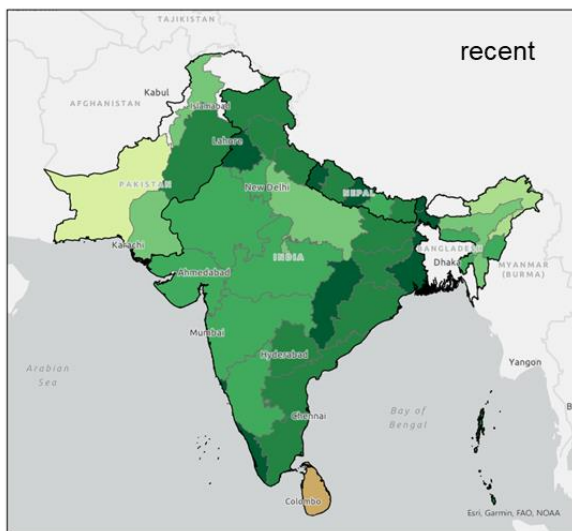 TAJIKISTAN
recent
Kabul
AFGHANISTAN
Islamabad
Lahore
PAKISTAN
New Delhi
NEPAL
Karachi
INDIA
BANGLADESH
Ahmedabad
Dhaka
MYANMAR
(BURMA)
Mumbai
Arabian
Sea
Hyderabad
Yangon
Bay of
Bengal
Chennai
Colombo
Esri, Garmin, FAO, NOAA